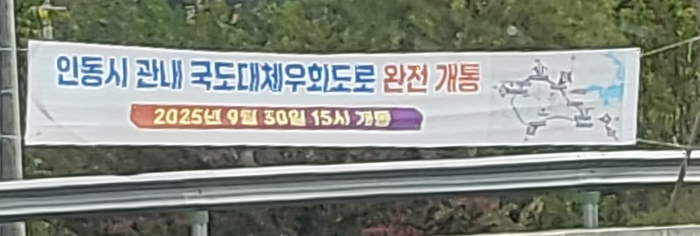 안동시 관내 국도대체우회도로 완전 개통
2025년 9월 30일 15시 개통